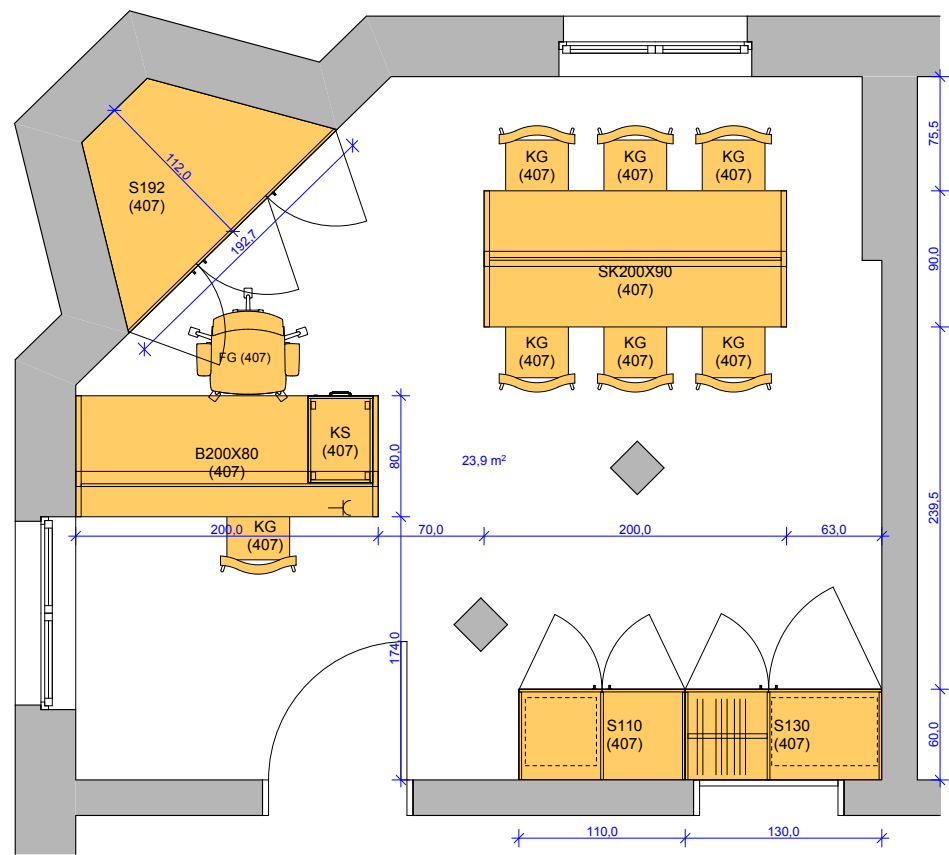 75,5
KG
(407)
KG
(407)
KG
(407)
112,0
S192
(407)
192,7
90,0
SK200X90
(407)
KG
(407)
KG
(407)
KG
(407)
FG (407)
KS
(407)
B200X80
(407)
80,0
23,9 m²
239,5
200,0
70,0
200,0
63,0
KG
(407)
174,0
S110
(407)
S130
(407)
60,0
110,0
130,0